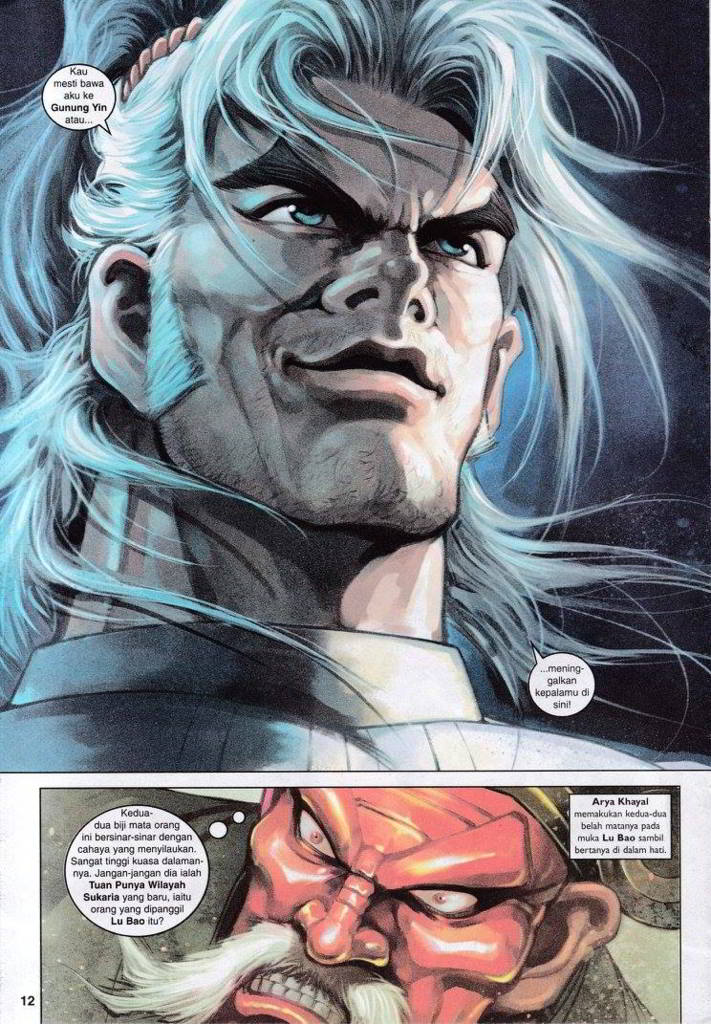 Kau
mesti bawa
aku ke
Gunung Yin
atau...
...mening-
galkan
kepalamu di
sini!
Kedua-
dua biji mata orang
ini bersinar-sinar dengan
cahaya yang menyilaukan.
Sangat tinggi kuasa dalaman-
nya. Jangan-jangan dia ialah
Tuan Punya Wilayah
Sukaria yang baru, iaitu
orang yang dipanggil
Lu Bao itu?
Arya Khayal
memakukan kedua-dua
belah matanya pada
muka Lu Bao sambil
bertanya di dalam hati.
12